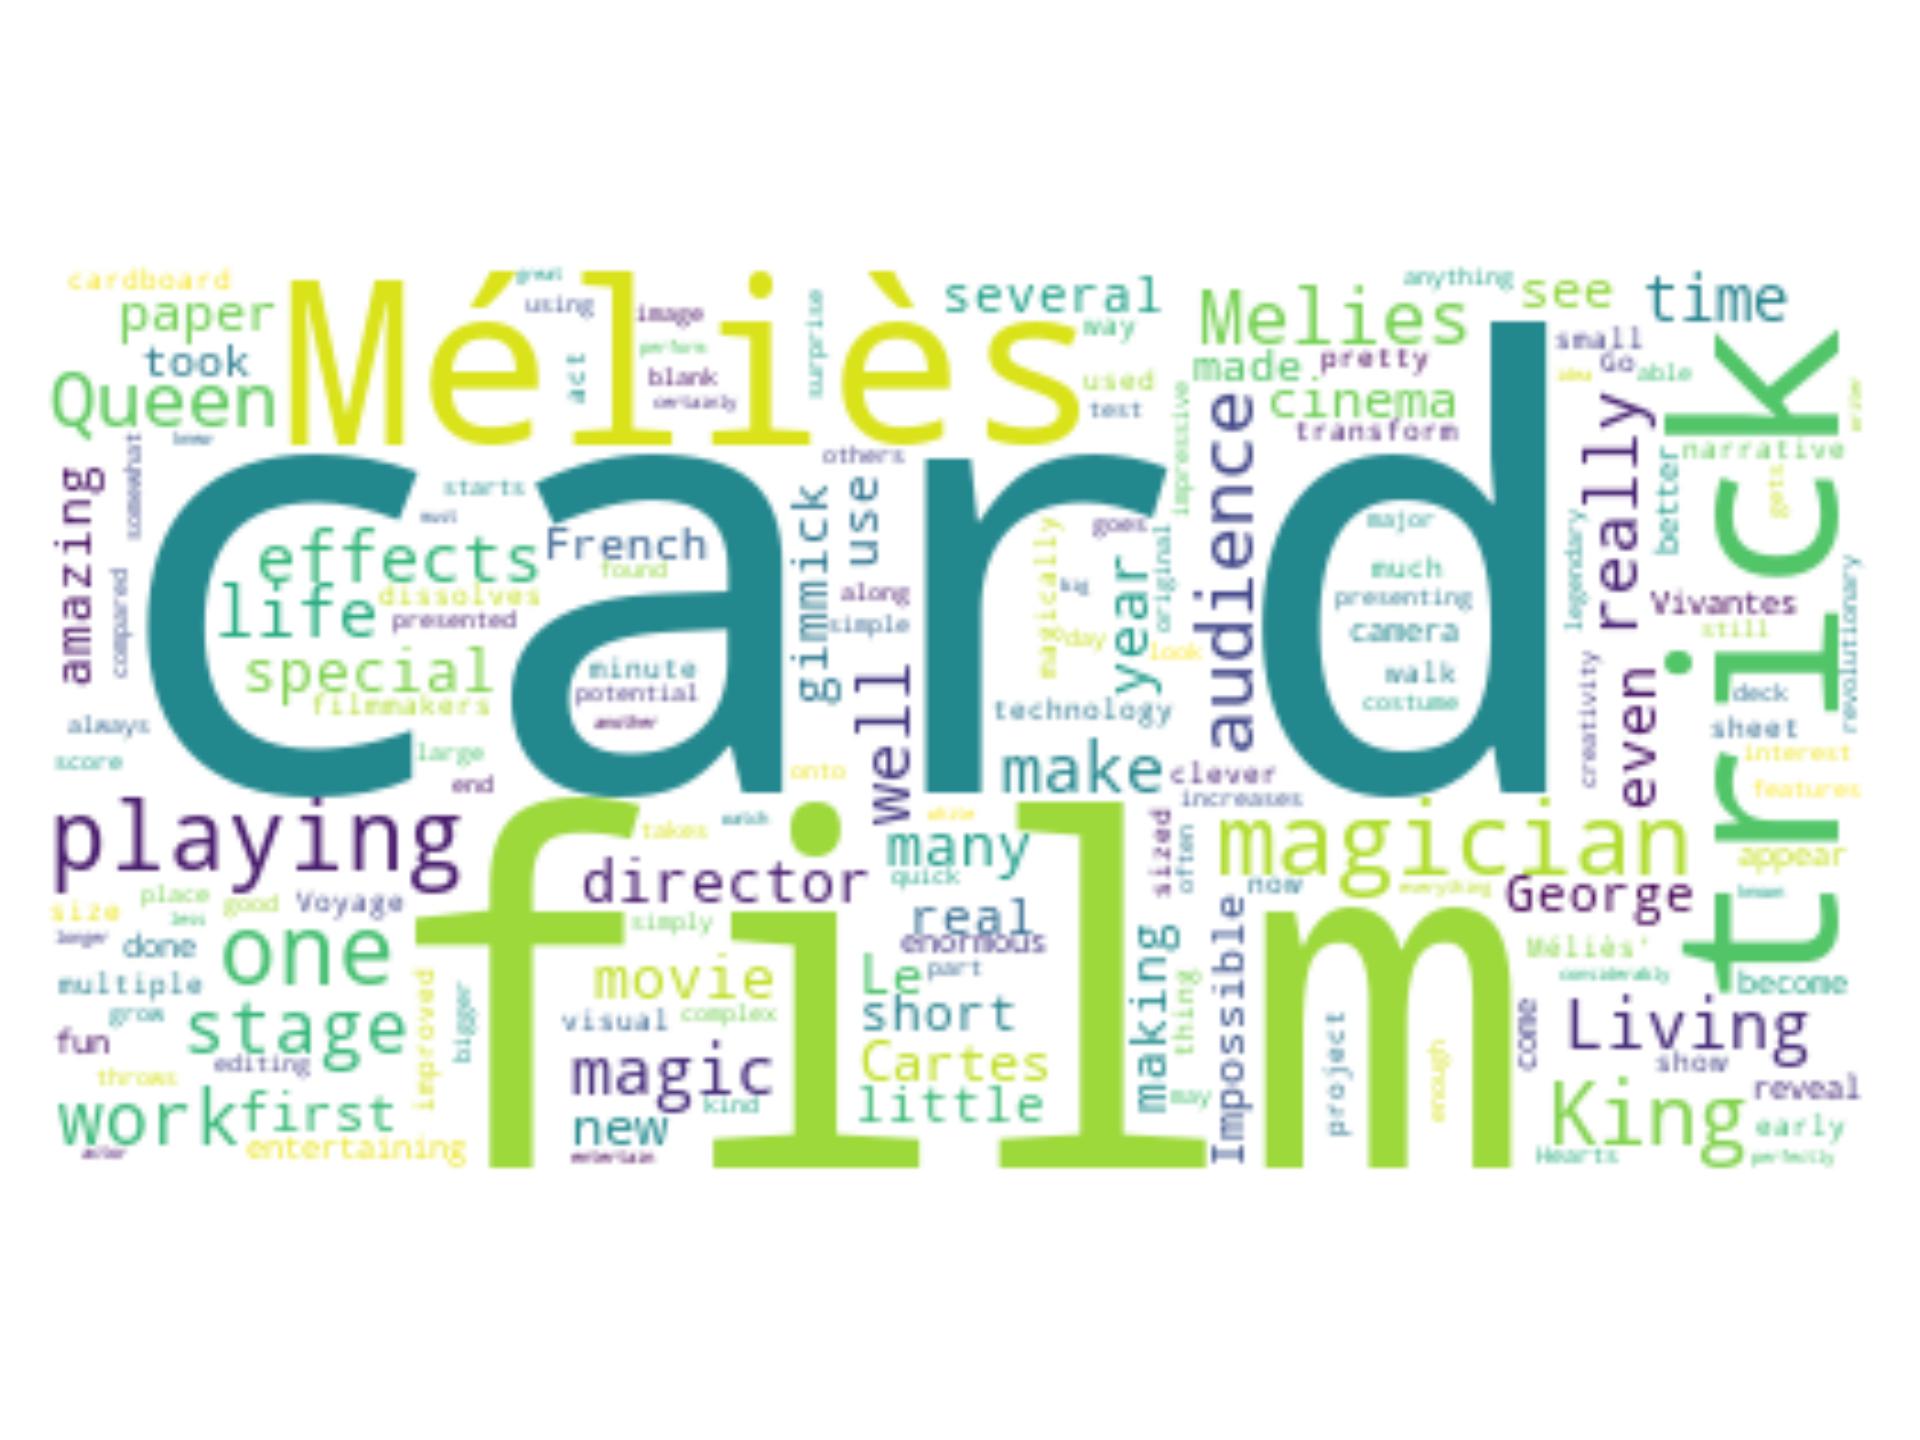 cardboard
great
using
image
surprise
several
anything
see
time
paper
Méliès
way
Melies
small
took
act
perform
blank
certainly
made
pretty
Go
able
idea
Queen
used
test
cinema
transform
trick
narrative
amazing
somewhat
others
impressive
audience
really
better
gets
starts
card
gimmick
use
magically
goes
original
major
legendary
effects
French
found
year
much
life
dissolves
presented
along
simple
big
day
look
presenting
camera
Vivantes
still
revolutionary
compared
special
minute
potential
another
filmmakers
walk
costume
creativity
even
deck
sheet
interest
features
always
score
large
end
onto
well
technology
make
clever
increases
playing
film
takes
watch
while
many
quick
sized
often
magician
now
everything
appear
director
George
place
less
good
Voyage
size
longer
done
one
simply
real
enormous
Impossible
Méliès'
considerably
become
multiple
grow
movie
Le
part
making
thing
stage
improved
bigger
visual
complex
short
project
enough
come
Living
fun
editing
magic
Cartes
show
throws
work
first
kind
little
may
King
reveal
early
new
entertaining
entertain
Hearts
perfectly